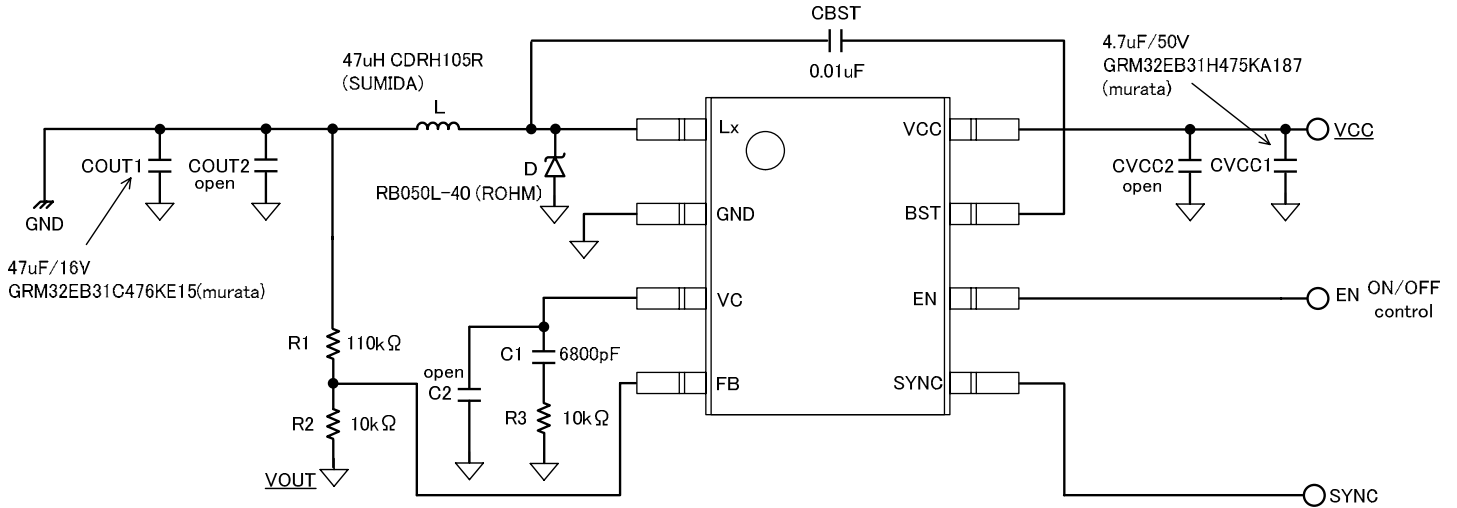 CBST
0.01uF
4.7uF/50V
GRM32EB31H475KA187
(murata)
47uH CDRH105R
(SUMIDA)
L
Lx
VCC
VCC
COUT1
COUT2
open
D
RB050L-40 (ROHM)
CVCC2
open
CVCC1
GND
GND
BST
47uF/16V
GRM32EB31C476KE15(murata)
VC
EN
EN
ON/OFF
control
R1
110kΩ
C1
6800pF
open
C2
FB
SYNC
R2
10kΩ
R3
10kΩ
VOUT
SYNC